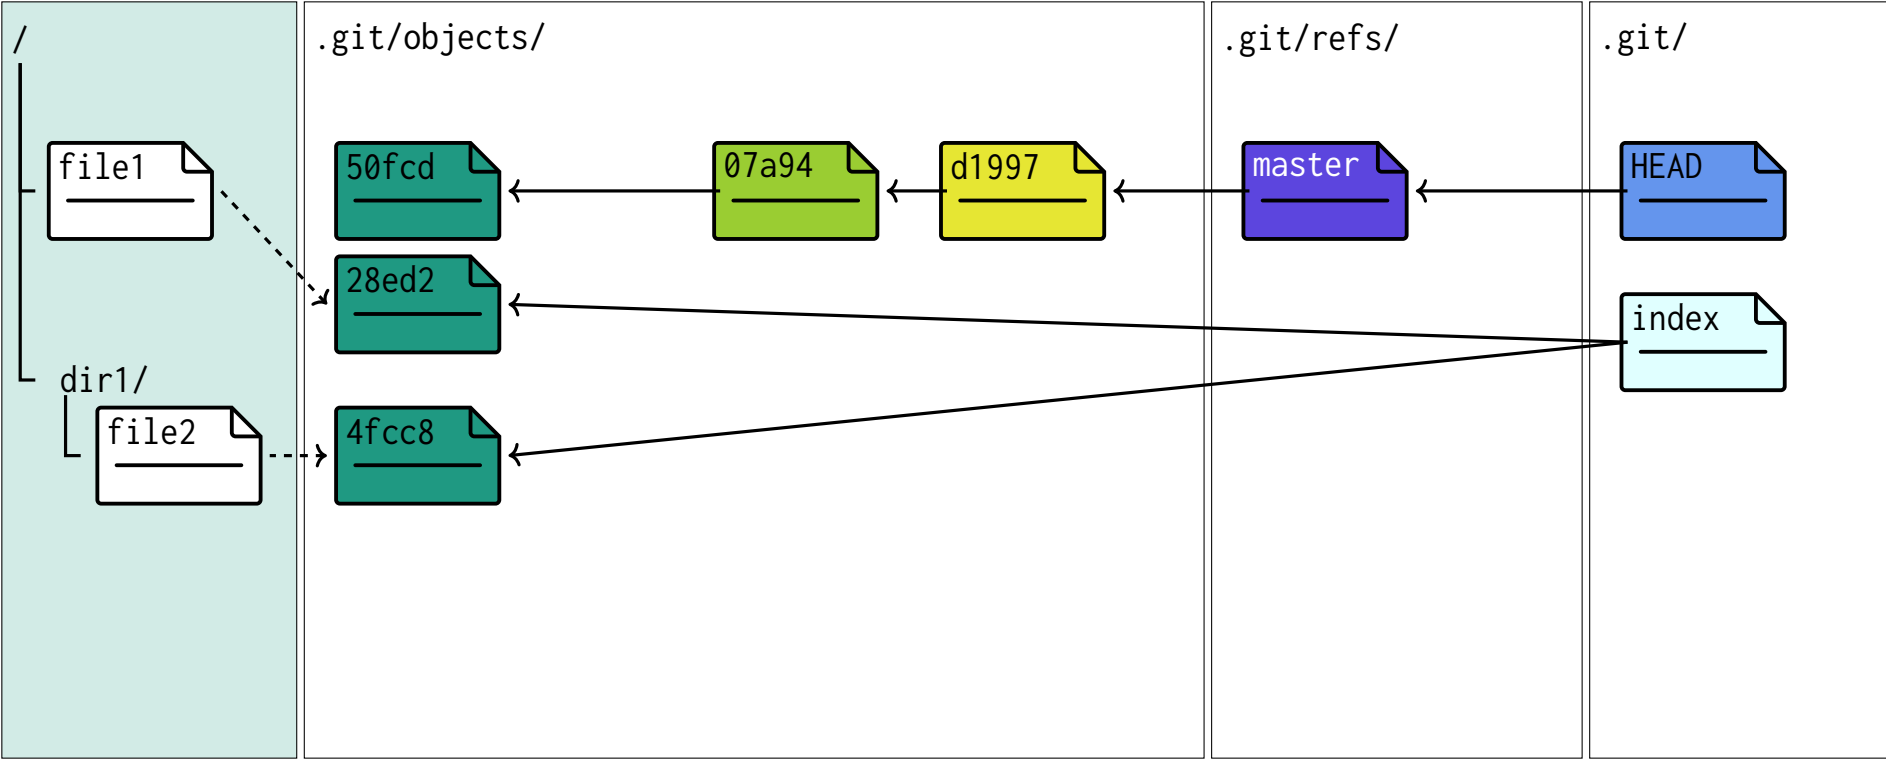 /
file1
dir1/
file2
.git/objects/
50fcd
07a94
d1997
28ed2
4fcc8
.git/refs/
master
.git/
HEAD
index